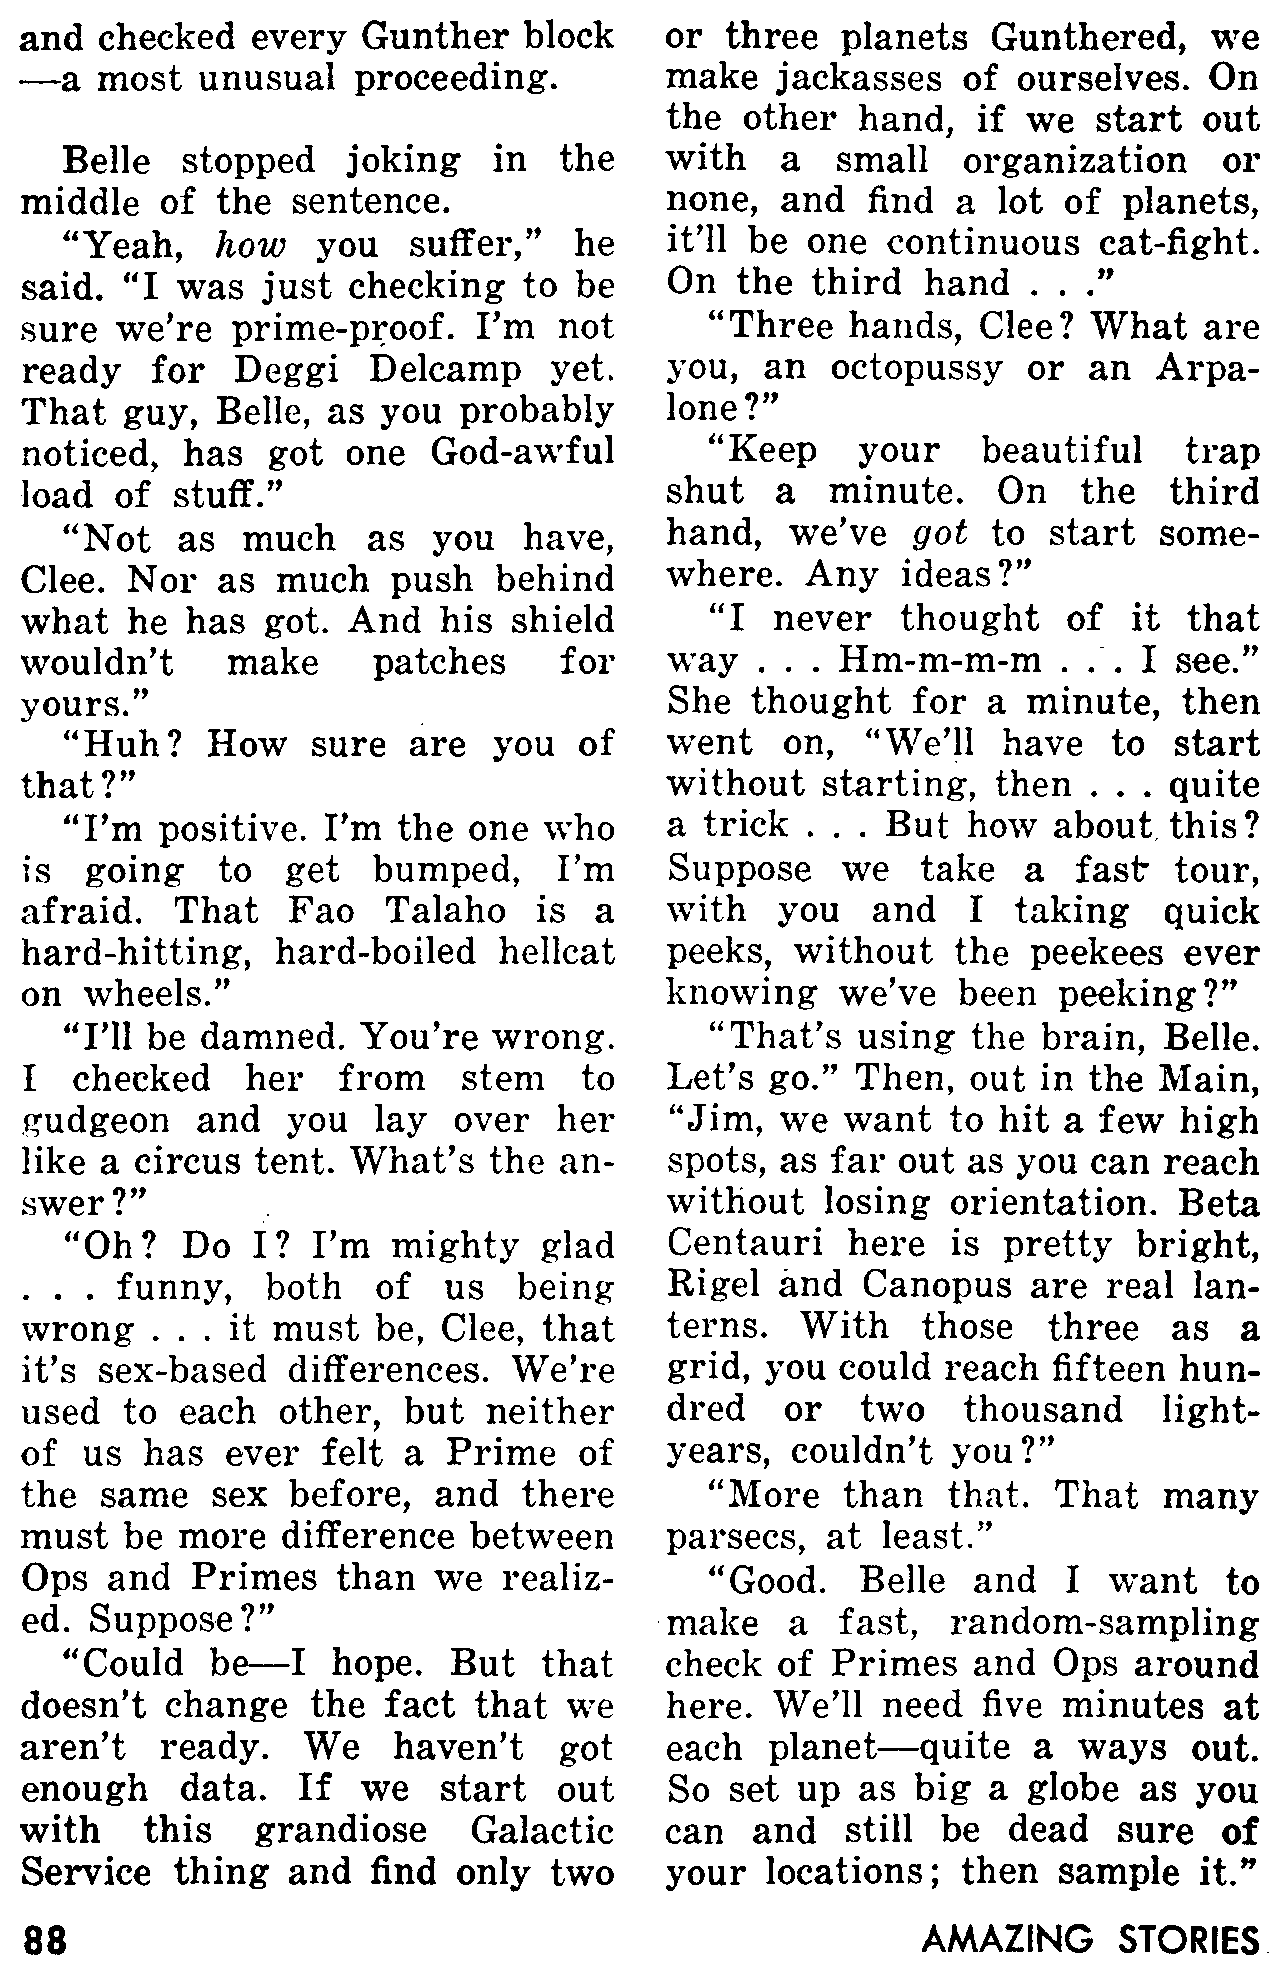 and checked every Gunther block
—a most unusual proceeding.
Belle stopped joking in the
middle of the sentence.
“Yeah, how you suffer,” he
said. “I was just checking to be
sure we're prime-proof. I'm not
ready for Deggi Delcamp yet.
That guy, Belle, as you probably
noticed, has got one God-awful
load of stuff.”
“Not as much as you have,
Clee. Nor as much push behind
what he has got. And his shield
wouldn't make patches for
yours.”
“Huh? How sure are you of
that?”
“I'm positive. I'm the one who
is going to get bumped, I'm
afraid. That Fao Talaho is a
hard-hitting, hard-boiled hellcat
on wheels.”
“I'll be damned. You're wrong.
I checked her from stem to
gudgeon and you lay over her
like a circus tent. What's the an-
swer?”
“Oh? Do I? I'm mighty glad
. . . funny, both of us being
wrong . . . it must be, Clee, that
it's sex-based differences. We're
used to each other, but neither
of us has ever felt a Prime of
the same sex before, and there
must be more difference between
Ops and Primes than we realiz-
ed. Suppose?”
“Could be—I hope. But that
doesn't change the fact that we
aren't ready. We haven't got
enough data. If we start out
with this grandiose Galactic
Service thing and find only two
or three planets Gunthered, we
make jackasses of ourselves. On
the other hand, if we start out
with a small organization or
none, and find a lot of planets,
it'll be one continuous cat-fight.
On the third hand . . .”
“Three hands, Clee? What are
you, an octopussy or an Arpa-
lone?”
“Keep your beautiful trap
shut a minute. On the third
hand, we've got to start some-
where. Any ideas?”
“I never thought of it that
way . . . Hm-m-m-m . . . I see.”
She thought for a minute, then
went on, “We'll have to start
without starting, then . . . quite
a trick . . . But how about this?
Suppose we take a fast tour,
with you and I taking quick
peeks, without the peekees ever
knowing we've been peeking?”
“That's using the brain, Belle.
Let's go.” Then, out in the Main,
“Jim, we want to hit a few high
spots, as far out as you can reach
without losing orientation. Beta
Centauri here is pretty bright,
Rigel and Canopus are real lan-
terns. With those three as a
grid, you could reach fifteen hun-
dred or two thousand light-
years, couldn't you?”
“More than that. That many
parsecs, at least.”
“Good. Belle and I want to
make a fast, random-sampling
check of Primes and Ops around
here. We'll need five minutes at
each planet—quite a ways out.
So set up as big a globe as you
can and still be dead sure of
your locations; then sample it.”
88
AMAZING STORIES